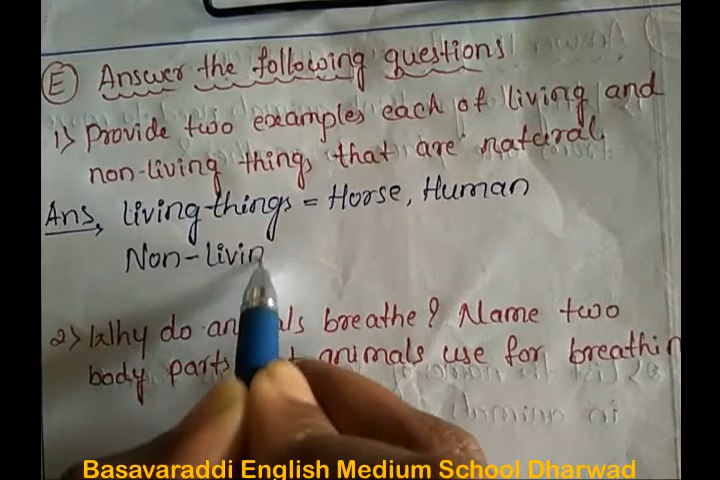 (E) Answer the following questions
1) Provide two examples each of living and
non-living things that are natural.
Ans, Living-things = Horse, Human
Non-livin
2) Why do animals breathe? Name two
body parts animals use for breathin
Basavaraddi English Medium School Dharwad